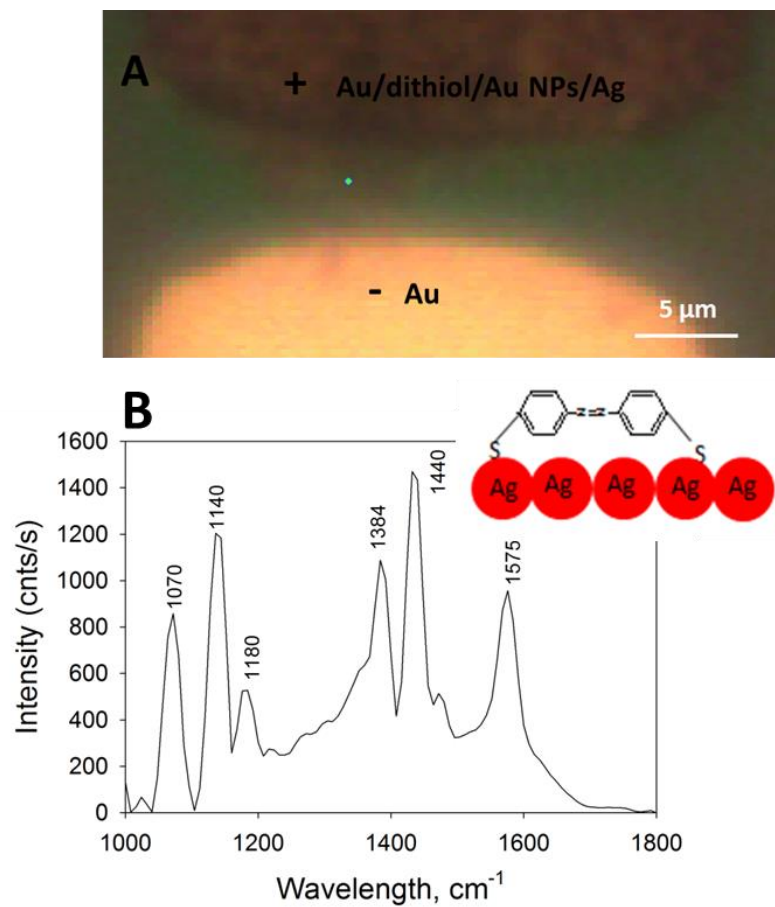 A
+ Au/dithiol/Au NPs/Ag
- Au
5 µm
B
1600
1400
1200
1000
800
600
400
200
0
Intensity (cnts/s)
1070
1140
1180
1384
1440
1575
S
N=N
S
Ag Ag Ag Ag Ag
1000 1200 1400 1600 1800
Wavelength, cm⁻¹